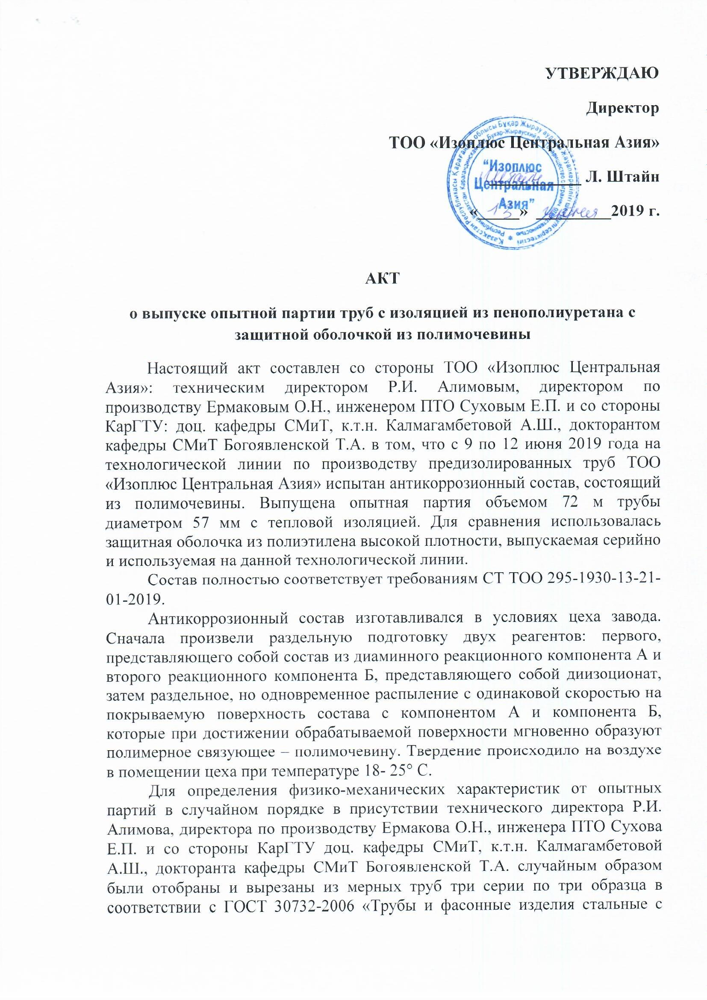 УТВЕРЖДАЮ
Директор
ТОО «Изоплюс Центральная Азия»
“Изоплюс
Центральная
Азия”
Л. Штайн
« 13 » июня 2019 г.
АКТ
о выпуске опытной партии труб с изоляцией из пенополиуретана с
защитной оболочкой из полимочевины
Настоящий акт составлен со стороны ТОО «Изоплюс Центральная
Азия»: техническим директором Р.И. Алимовым, директором по
производству Ермаковым О.Н., инженером ПТО Суховым Е.П. и со стороны
КарГТУ: доц. кафедры СМиТ, к.т.н. Калмагамбетовой А.Ш., докторантом
кафедры СМиТ Богоявленской Т.А. в том, что с 9 по 12 июня 2019 года на
технологической линии по производству предизолированных труб ТОО
«Изоплюс Центральная Азия» испытан антикоррозионный состав, состоящий
из полимочевины. Выпущена опытная партия объемом 72 м трубы
диаметром 57 мм с тепловой изоляцией. Для сравнения использовалась
защитная оболочка из полиэтилена высокой плотности, выпускаемая серийно
и используемая на данной технологической линии.
Состав полностью соответствует требованиям СТ ТОО 295-1930-13-21-
01-2019.
Антикоррозионный состав изготавливался в условиях цеха завода.
Сначала произвели раздельную подготовку двух реагентов: первого,
представляющего собой состав из диаминного реакционного компонента А и
второго реакционного компонента Б, представляющего собой диизоционат,
затем раздельное, но одновременное распыление с одинаковой скоростью на
покрываемую поверхность состава с компонентом А и компонента Б,
которые при достижении обрабатываемой поверхности мгновенно образуют
полимерное связующее – полимочевину. Твердение происходило на воздухе
в помещении цеха при температуре 18- 25° С.
Для определения физико-механических характеристик от опытных
партий в случайном порядке в присутствии технического директора Р.И.
Алимова, директора по производству Ермакова О.Н., инженера ПТО Сухова
Е.П. и со стороны КарГТУ доц. кафедры СМиТ, к.т.н. Калмагамбетовой
А.Ш., докторанта кафедры СМиТ Богоявленской Т.А. случайным образом
были отобраны и вырезаны из мерных труб три серии по три образца в
соответствии с ГОСТ 30732-2006 «Трубы и фасонные изделия стальные с